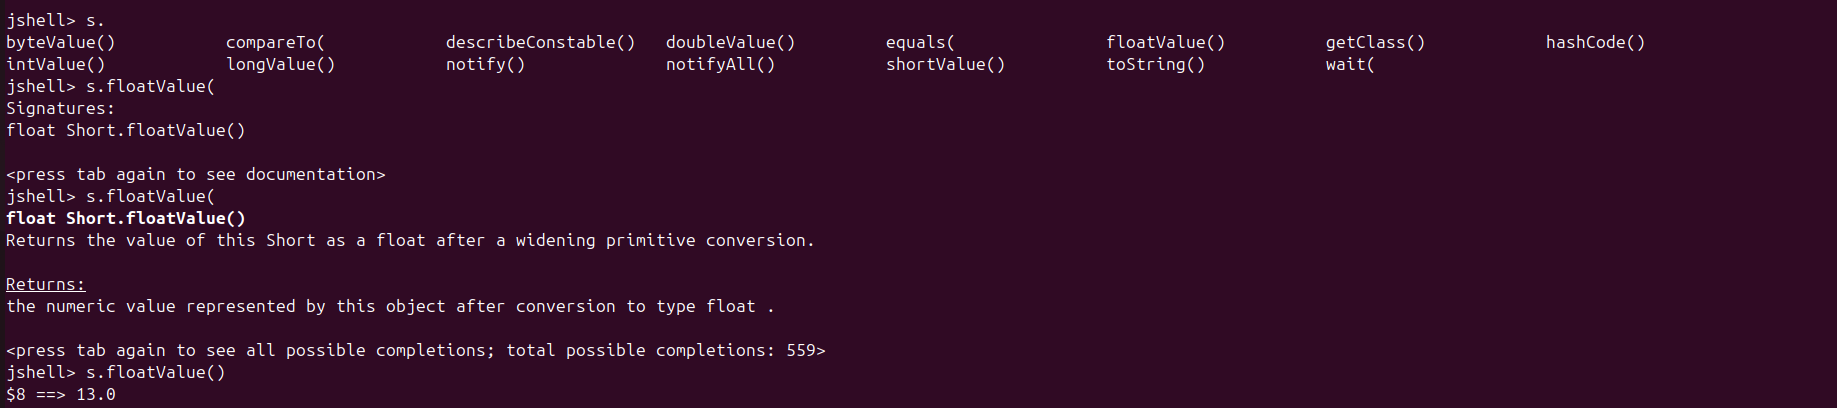 jshell> s.
byteValue() compareTo( describeConstable() doubleValue() equals( floatValue() getClass() hashCode()
intValue() longValue() notify() notifyAll() shortValue() toString() wait(
jshell> s.floatValue(
Signatures:
float Short.floatValue()
<press tab again to see documentation>
jshell> s.floatValue(
float Short.floatValue()
Returns the value of this Short as a float after a widening primitive conversion.
Returns:
the numeric value represented by this object after conversion to type float .
<press tab again to see all possible completions; total possible completions: 559>
jshell> s.floatValue()
$8 ==> 13.0